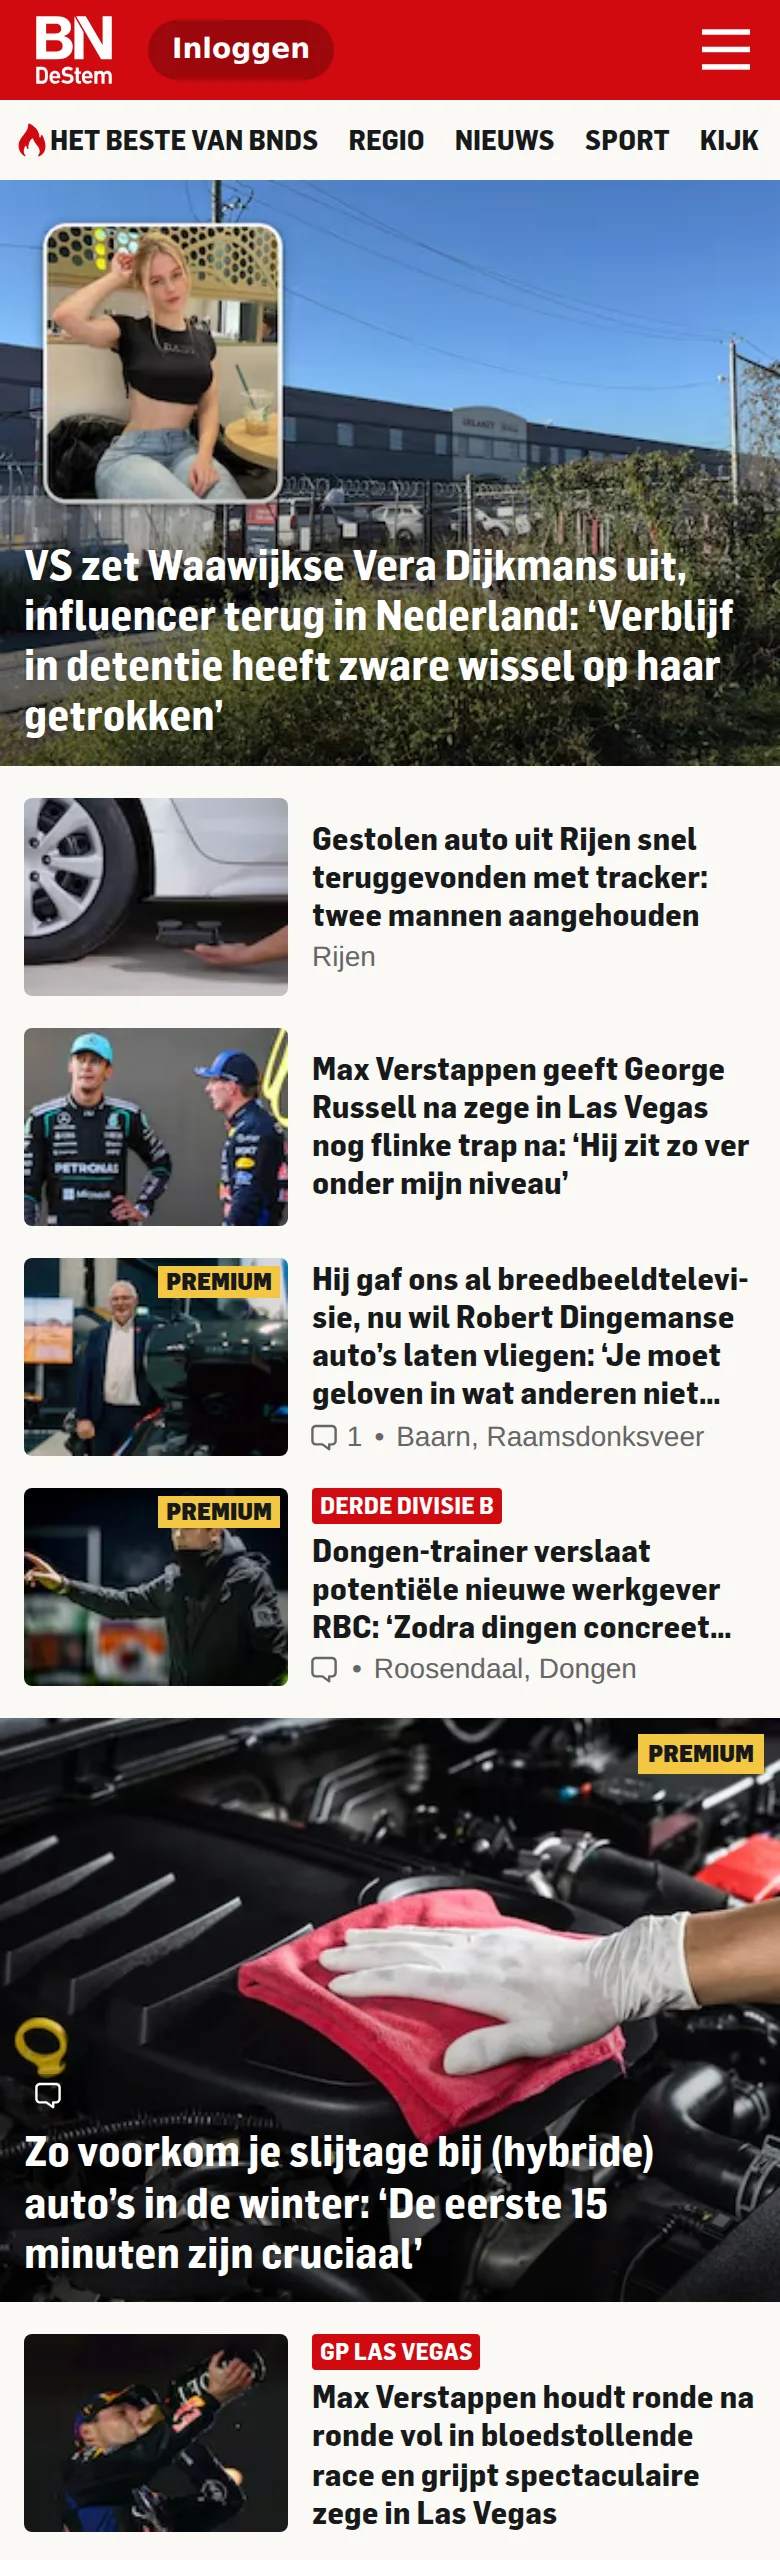 BN
DeStem
Inloggen
HET BESTE VAN BNDS REGIO NIEUWS SPORT KIJK
VS zet Waawijkse Vera Dijkmans uit,
influencer terug in Nederland: ‘Verblijf
in detentie heeft zware wissel op haar
getrokken’
Gestolen auto uit Rijen snel
teruggevonden met tracker:
twee mannen aangehouden
Rijen
PETRONAS
Max Verstappen geeft George
Russell na zege in Las Vegas
nog flinke trap na: ‘Hij zit zo ver
onder mijn niveau’
PREMIUM
Hij gaf ons al breedbeeldtelevi-
sie, nu wil Robert Dingemanse
auto’s laten vliegen: ‘Je moet
geloven in wat anderen niet...
1 • Baarn, Raamsdonksveer
PREMIUM
DERDE DIVISIE B
Dongen-trainer verslaat
potentiële nieuwe werkgever
RBC: ‘Zodra dingen concreet...
• Roosendaal, Dongen
PREMIUM
Zo voorkom je slijtage bij (hybride)
auto’s in de winter: ‘De eerste 15
minuten zijn cruciaal’
GP LAS VEGAS
Max Verstappen houdt ronde na
ronde vol in bloedstollende
race en grijpt spectaculaire
zege in Las Vegas